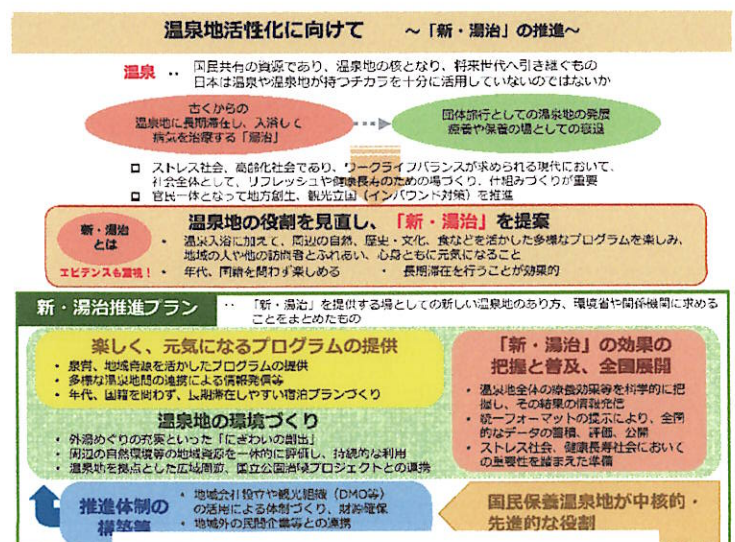 温泉地活性化に向けて ～「新・湯治」の推進～
温泉 ‥ 国民共有の資源であり、温泉地の核となり、将来世代へ引き継ぐもの
日本は温泉や温泉地が持つチカラを十分に活用していないのではないか
古くからの
温泉地に長期滞在し、入浴して
病気を治療する「湯治」
団体旅行としての温泉地の発展
療養や保養の場としての衰退
□ ストレス社会、高齢化社会であり、ワークライフバランスが求められる現代において、
社会全体として、リフレッシュや健康長寿のための場づくり、仕組みづくりが重要
□ 官民一体となって地方創生、観光立国（インバウンド対策）を推進
新・湯治
とは
エビデンスも重視！
温泉地の役割を見直し、「新・湯治」を提案
・ 温泉入浴に加えて、周辺の自然、歴史・文化、食などを活かした多様なプログラムを楽しみ、
地域の人や他の訪問者とふれあい、心身ともに元気になること
・ 年代、国籍を問わず楽しめる ・ 長期滞在を行うことが効果的
新・湯治推進プラン ‥ 「新・湯治」を提供する場としての新しい温泉地のあり方、環境省や関係機関に求める
ことをまとめたもの
楽しく、元気になるプログラムの提供
・ 泉質、地域資源を活かしたプログラムの提供
・ 多様な温泉地間の連携による情報発信等
・ 年代、国籍を問わず、長期滞在しやすい宿泊プランづくり
温泉地の環境づくり
・ 外湯めぐりの充実といった「にぎわいの創出」
・ 周辺の自然環境等の地域資源を一体的に評価し、持続的な利用
・ 温泉地を拠点とした広域周遊、国立公園満喫プロジェクトとの連携
「新・湯治」の効果の
把握と普及、全国展開
・ 温泉地全体の療養効果等を科学的に把
握し、その結果の情報発信
・ 統一フォーマットの提示により、全国
的なデータの蓄積、評価、公開
・ ストレス社会、健康長寿社会において
の重要性を踏まえた準備
推進体制の
構築等
・ 地域会社設立や観光組織（DMO等）
の活用による体制づくり、財源確保
・ 地域外の民間企業等との連携
国民保養温泉地が中核的・
先進的な役割